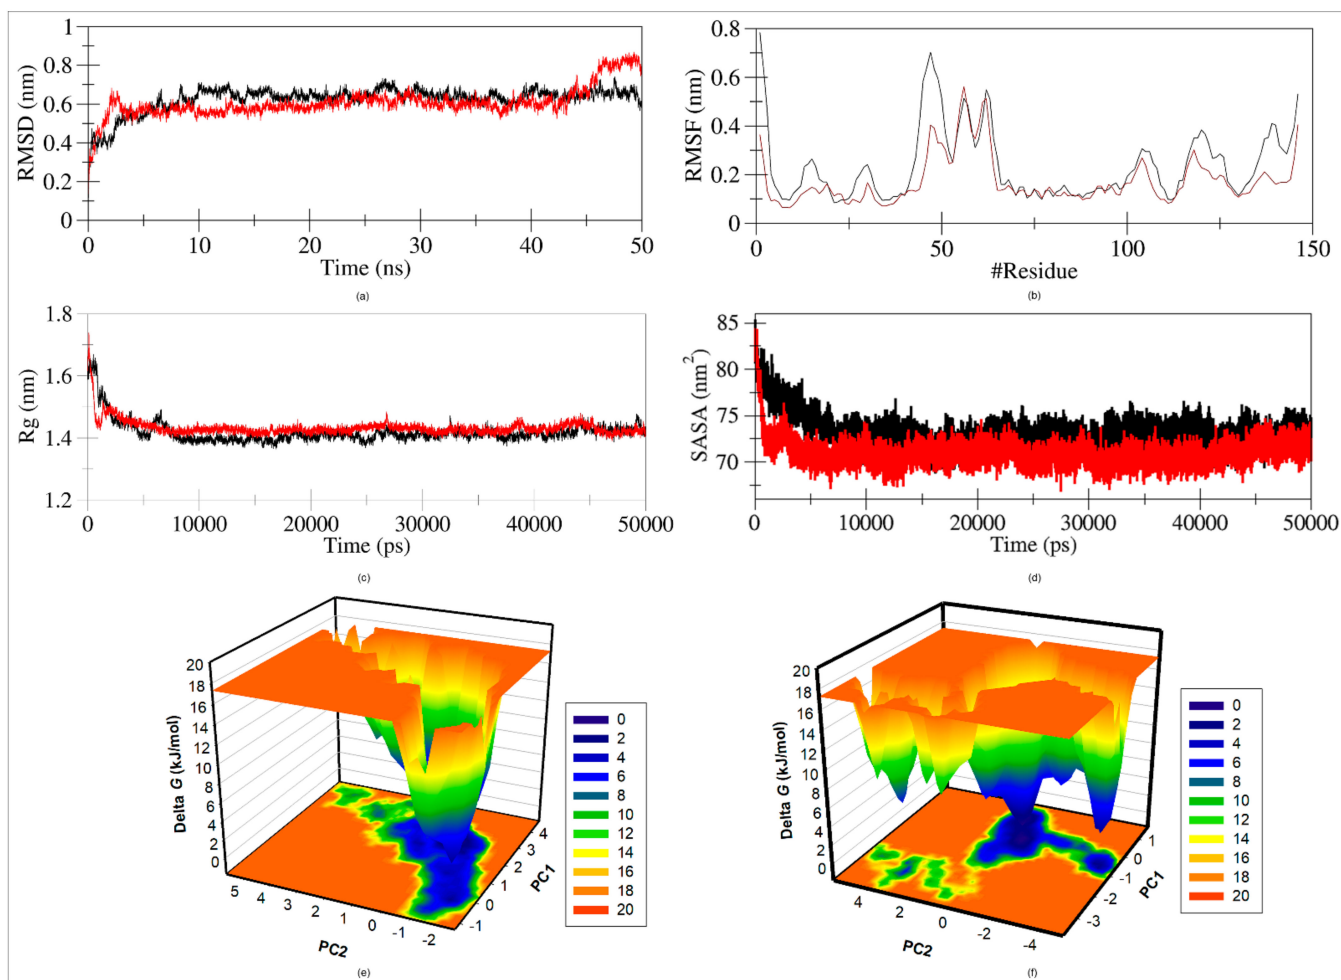 1
0.8
0.6
0.4
0.2
0
RMSD (nm)
0 10 20 30 40 50
Time (ns)
(a)
0.8
0.6
0.4
0.2
0
RMSF (nm)
0 50 100 150
#Residue
(b)
1.8
1.6
1.4
1.2
Rg (nm)
0 10000 20000 30000 40000 50000
Time (ps)
(c)
85
80
75
70
SASA (nm²)
0 10000 20000 30000 40000 50000
Time (ps)
(d)
20
18
16
14
12
10
8
6
4
2
0
Delta G (kJ/mol)
5 4 3 2 1 0 -1 -2
PC2
4
3
2
1
0
-1
PC1
0
2
4
6
8
10
12
14
16
18
20
(e)
20
18
16
14
12
10
8
6
4
2
0
Delta G (kJ/mol)
4 2 0 -2 -4
PC2
1
0
-1
-2
-3
PC1
0
2
4
6
8
10
12
14
16
18
20
(f)